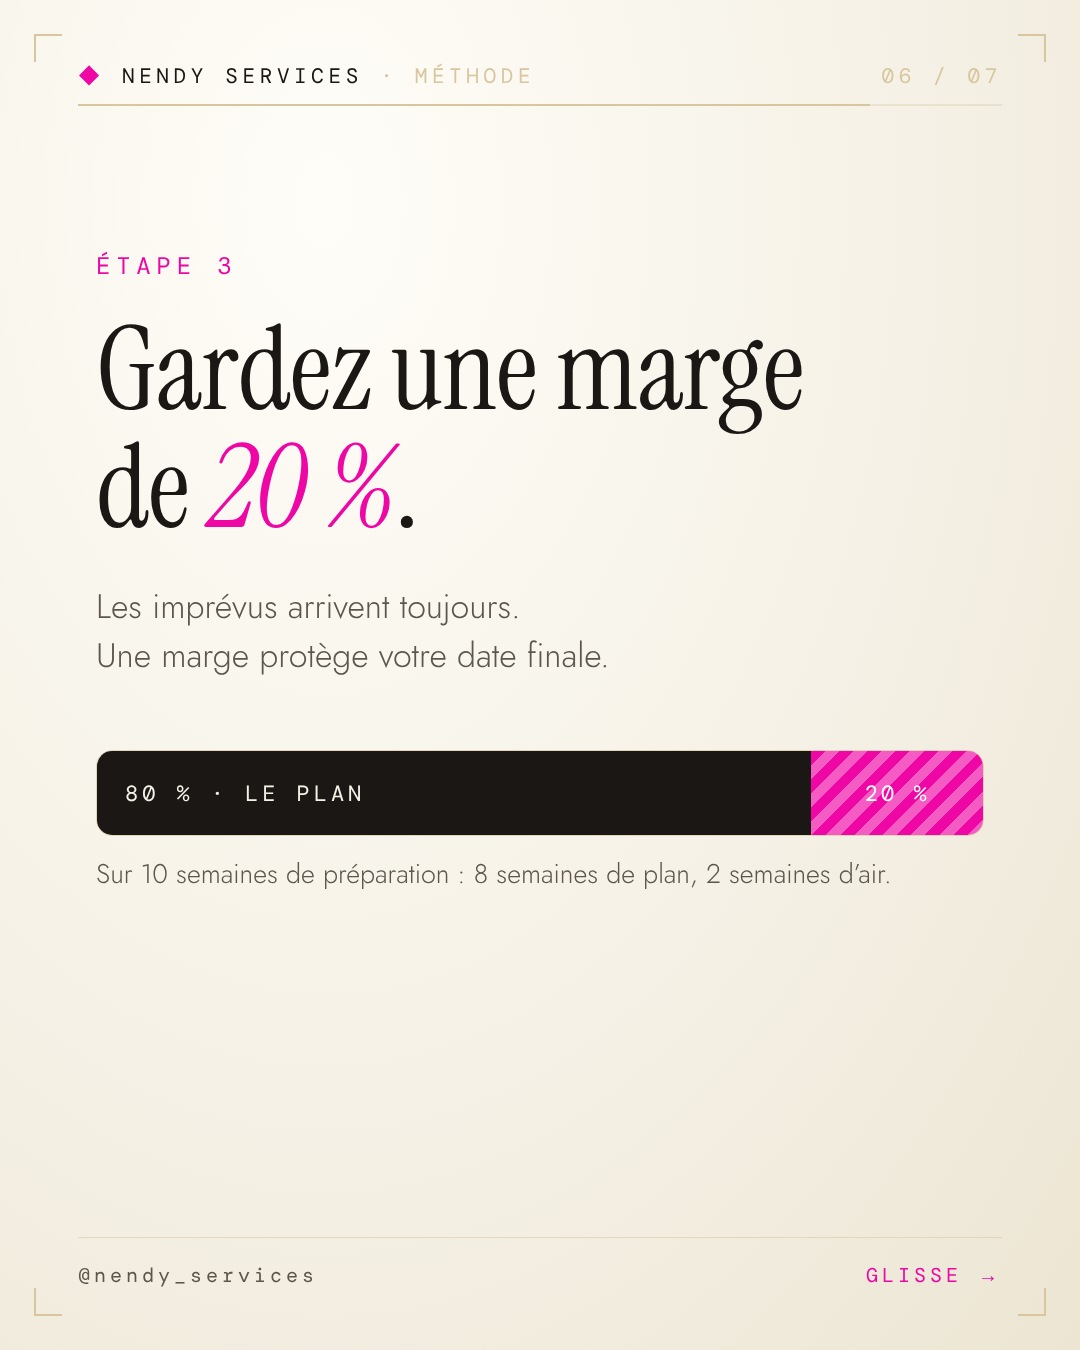 NENDY SERVICES · MÉTHODE
06 / 07
ÉTAPE 3
Gardez une marge
de 20 %.
Les imprévus arrivent toujours.
Une marge protège votre date finale.
80 % · LE PLAN
20 %
Sur 10 semaines de préparation : 8 semaines de plan, 2 semaines d’air.
@nendy_services
GLISSE →